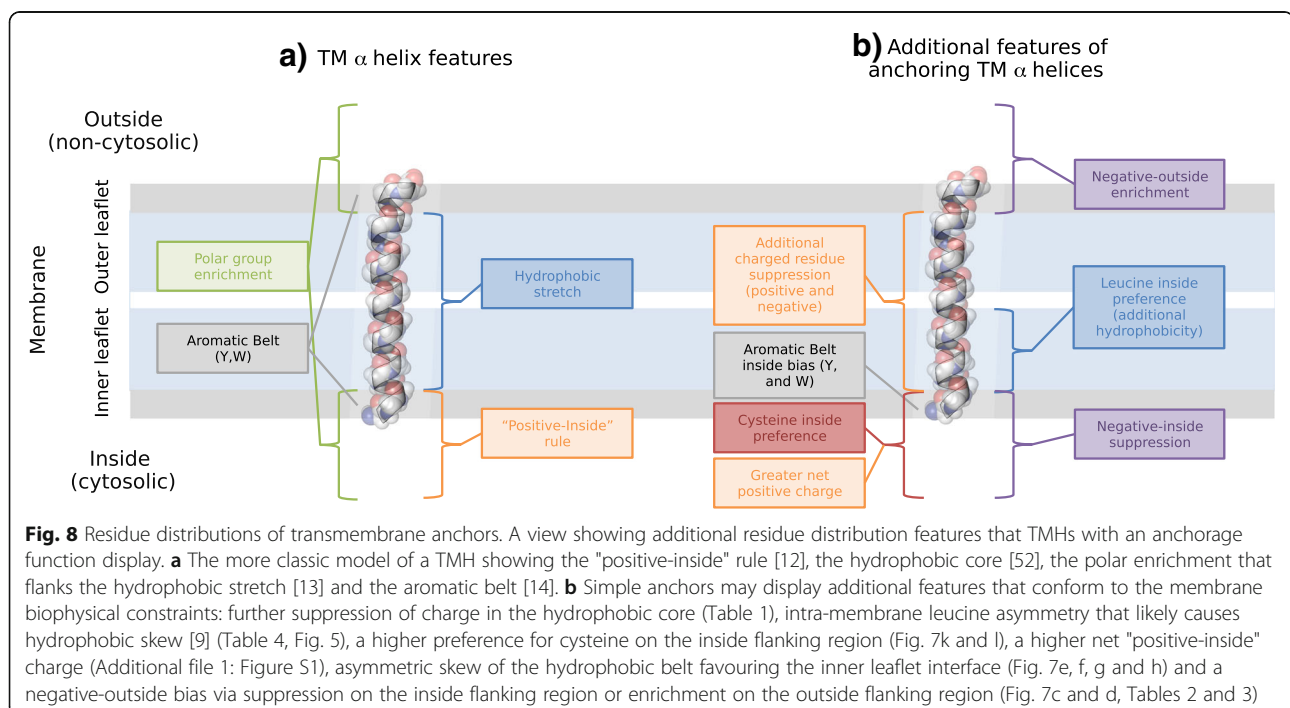 a) TM α helix features
b) Additional features of
anchoring TM α helices
Outside
(non-cytosolic)
Membrane
Outer leaflet
Inner leaflet
Polar group
enrichment
Aromatic Belt
(Y,W)
Hydrophobic
stretch
"Positive-Inside"
rule
Inside
(cytosolic)
Negative-outside
enrichment
Additional
charged residue
suppression
(positive and
negative)
Leucine inside
preference
(additional
hydrophobicity)
Aromatic Belt
inside bias (Y,
and W)
Cysteine inside
preference
Greater net
positive charge
Negative-inside
suppression
Fig. 8 Residue distributions of transmembrane anchors. A view showing additional residue distribution features that TMHs with an anchorage
function display. a The more classic model of a TMH showing the "positive-inside" rule [12], the hydrophobic core [52], the polar enrichment that
flanks the hydrophobic stretch [13] and the aromatic belt [14]. b Simple anchors may display additional features that conform to the membrane
biophysical constraints: further suppression of charge in the hydrophobic core (Table 1), intra-membrane leucine asymmetry that likely causes
hydrophobic skew [9] (Table 4, Fig. 5), a higher preference for cysteine on the inside flanking region (Fig. 7k and l), a higher net "positive-inside"
charge (Additional file 1: Figure S1), asymmetric skew of the hydrophobic belt favouring the inner leaflet interface (Fig. 7e, f, g and h) and a
negative-outside bias via suppression on the inside flanking region or enrichment on the outside flanking region (Fig. 7c and d, Tables 2 and 3)